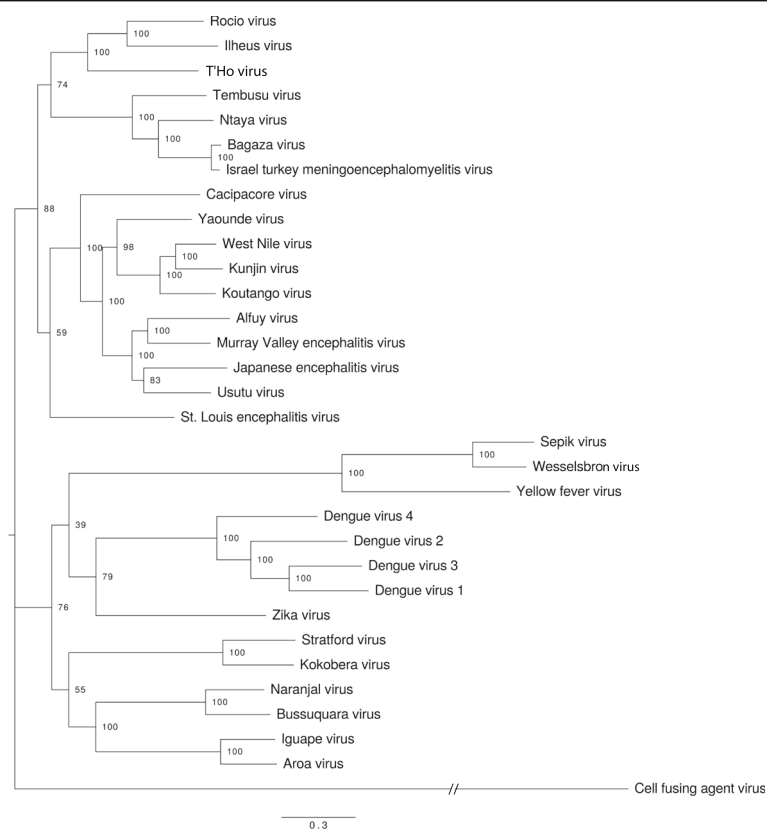 Rocio virus
100
Ilheus virus
100
T'Ho virus
74
Tembusu virus
100
Ntaya virus
100
Bagaza virus
100
Israel turkey meningoencephalomyelitis virus
Cacipacore virus
88
Yaounde virus
100
98
West Nile virus
100
Kunjin virus
100
Koutango virus
100
Alfuy virus
100
59
Murray Valley encephalitis virus
100
Japanese encephalitis virus
83
Usutu virus
St. Louis encephalitis virus
Sepik virus
100
Wesselsbron virus
100
Yellow fever virus
Dengue virus 4
39
100
Dengue virus 2
100
Dengue virus 3
100
79
Dengue virus 1
76
Zika virus
Stratford virus
100
Kokobera virus
55
Naranjal virus
100
Bussuquara virus
100
Iguape virus
100
Aroa virus
Cell fusing agent virus
0.3